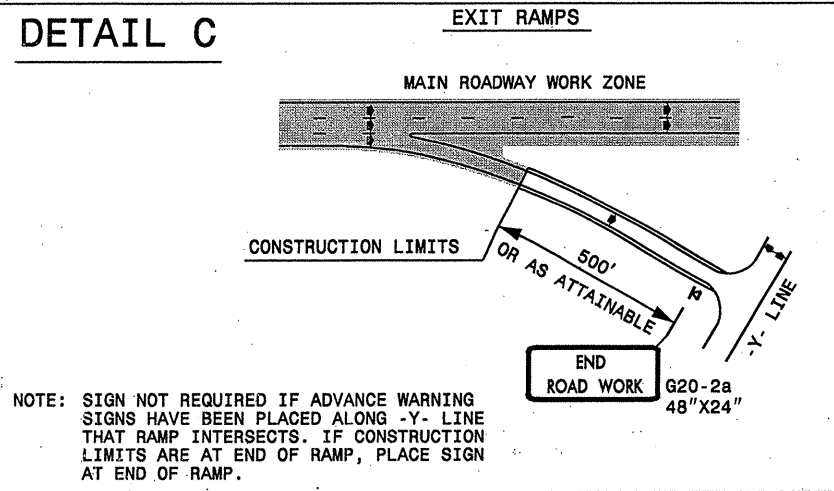 DETAIL C
EXIT RAMPS
MAIN ROADWAY WORK ZONE
CONSTRUCTION LIMITS
500'
OR AS ATTAINABLE
-Y- LINE
END
ROAD WORK
G20-2a
48"X24"
NOTE: SIGN NOT REQUIRED IF ADVANCE WARNING
SIGNS HAVE BEEN PLACED ALONG -Y- LINE
THAT RAMP INTERSECTS. IF CONSTRUCTION
LIMITS ARE AT END OF RAMP, PLACE SIGN
AT END OF RAMP.